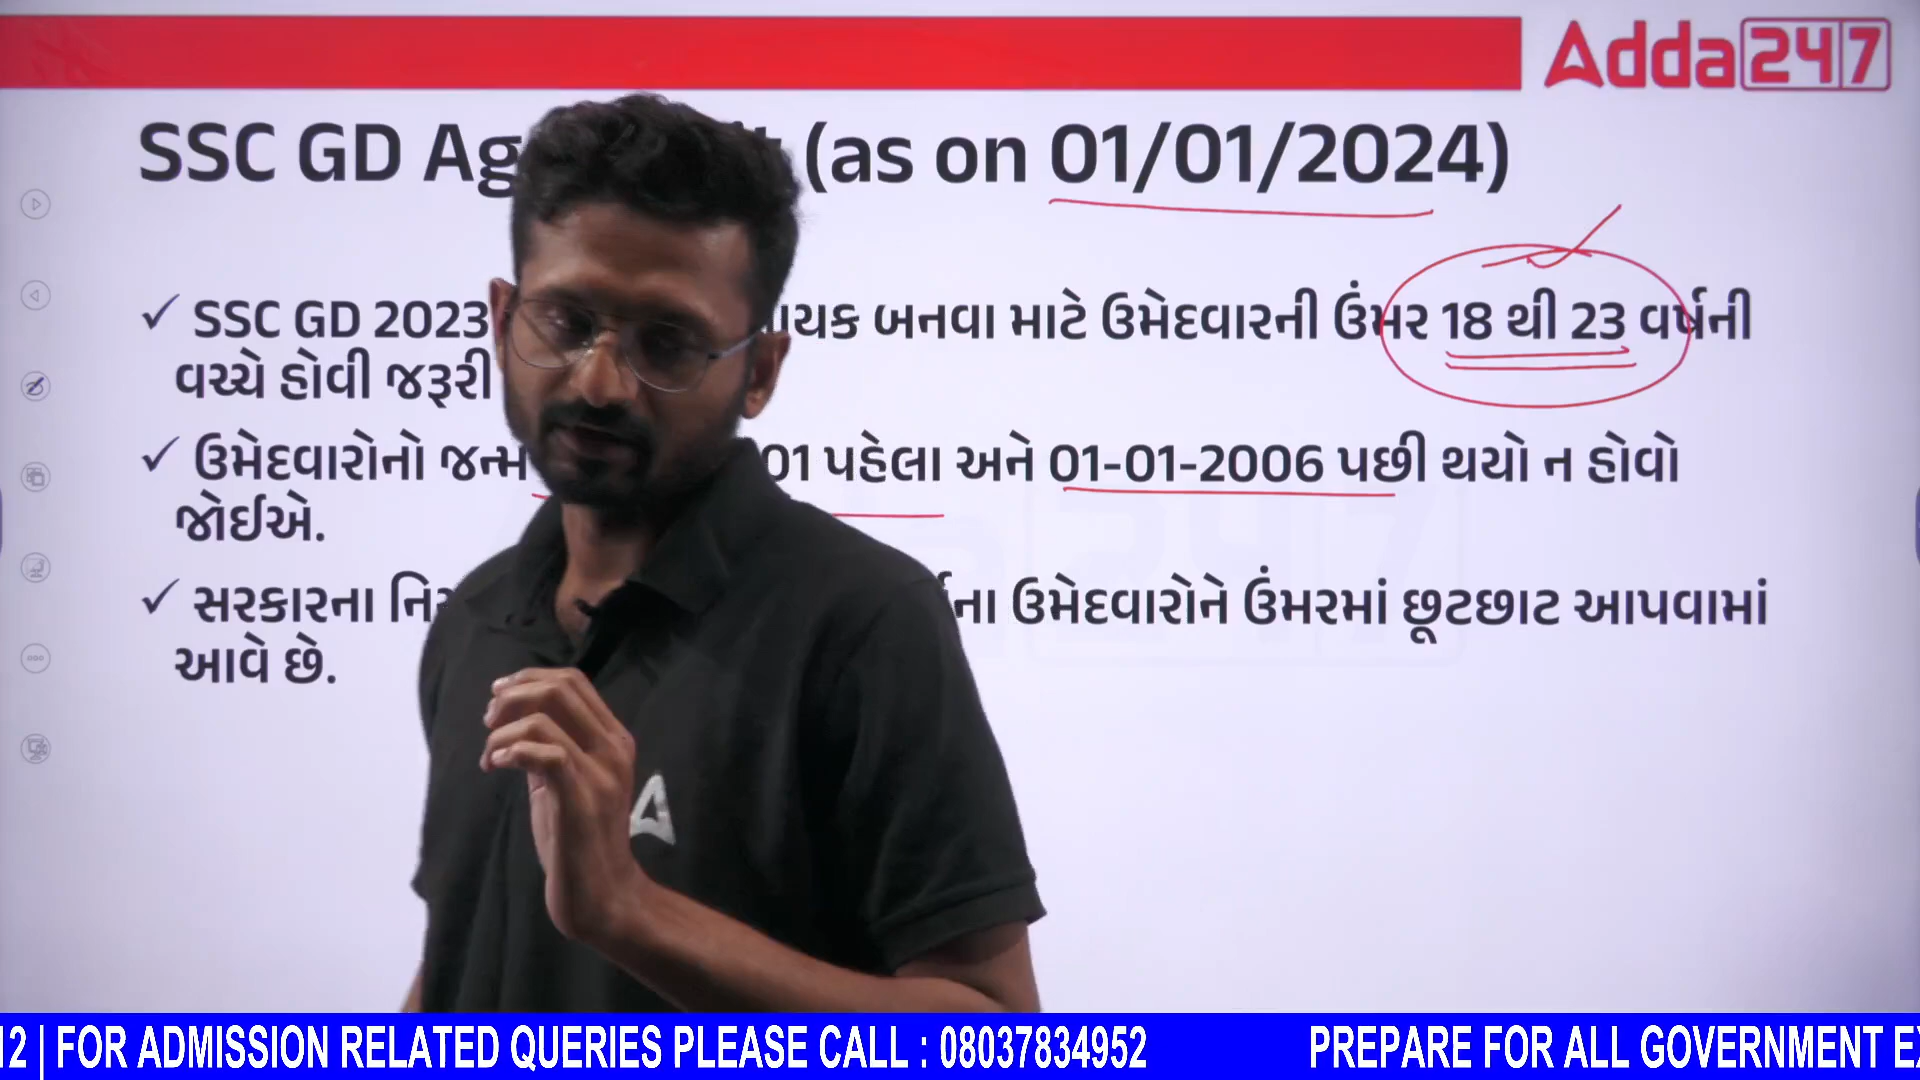 Adda247
SSC GD (as on 01/01/2024)
✓ SSC GD 2023 બનવા માટે ઉમેદવારની ઉંમર 18 થી 23 વર્ષની
વચ્ચે હોવી જરૂરી
✓ ઉમેદવારોનો જન્મ 01 પહેલા અને 01-01-2006 પછી થયો ન હોવો
જોઈએ.
✓ સરકારના ઉમેદવારોને ઉંમરમાં છૂટછાટ આપવામાં
આવે છે.
12 | FOR ADMISSION RELATED QUERIES PLEASE CALL : 08037834952 PREPARE FOR ALL GOVERNMENT